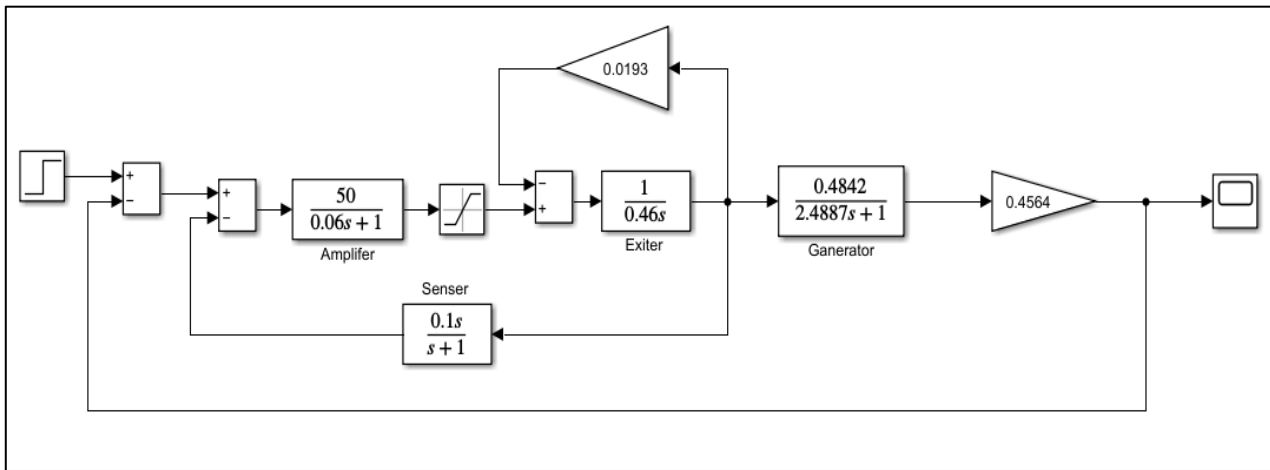 0.0193
+
−
+
−
50
0.06s + 1
Amplifer
−
+
1
0.46s
Exiter
0.4842
2.4887s + 1
Ganerator
0.4564
Senser
0.1s
s + 1